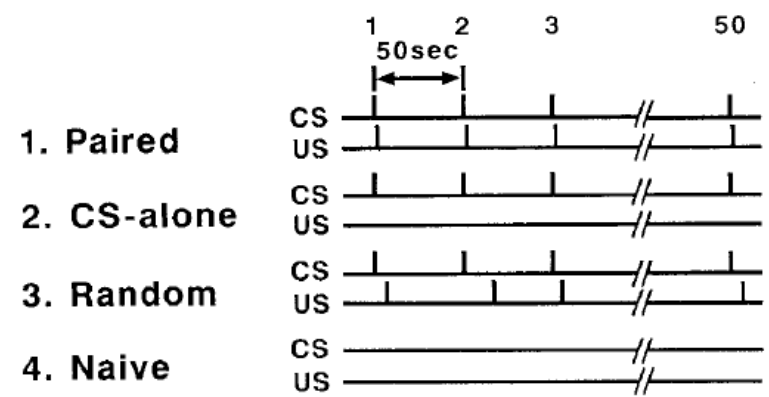 1 2 3 50
50sec
CS
1. Paired
US
CS
2. CS-alone
US
CS
3. Random
US
CS
4. Naive
US